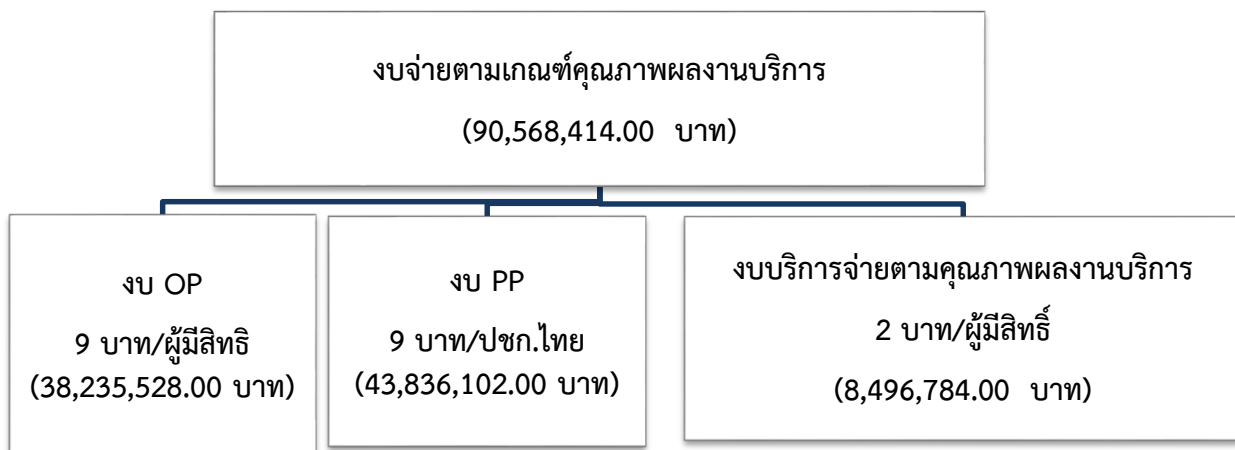 งบจ่ายตามเกณฑ์คุณภาพผลงานบริการ
(90,568,414.00 บาท)
งบ OP
9 บาท/ผู้มีสิทธิ
(38,235,528.00 บาท)
งบ PP
9 บาท/ปชก.ไทย
(43,836,102.00 บาท)
งบบริการจ่ายตามคุณภาพผลงานบริการ
2 บาท/ผู้มีสิทธิ์
(8,496,784.00 บาท)